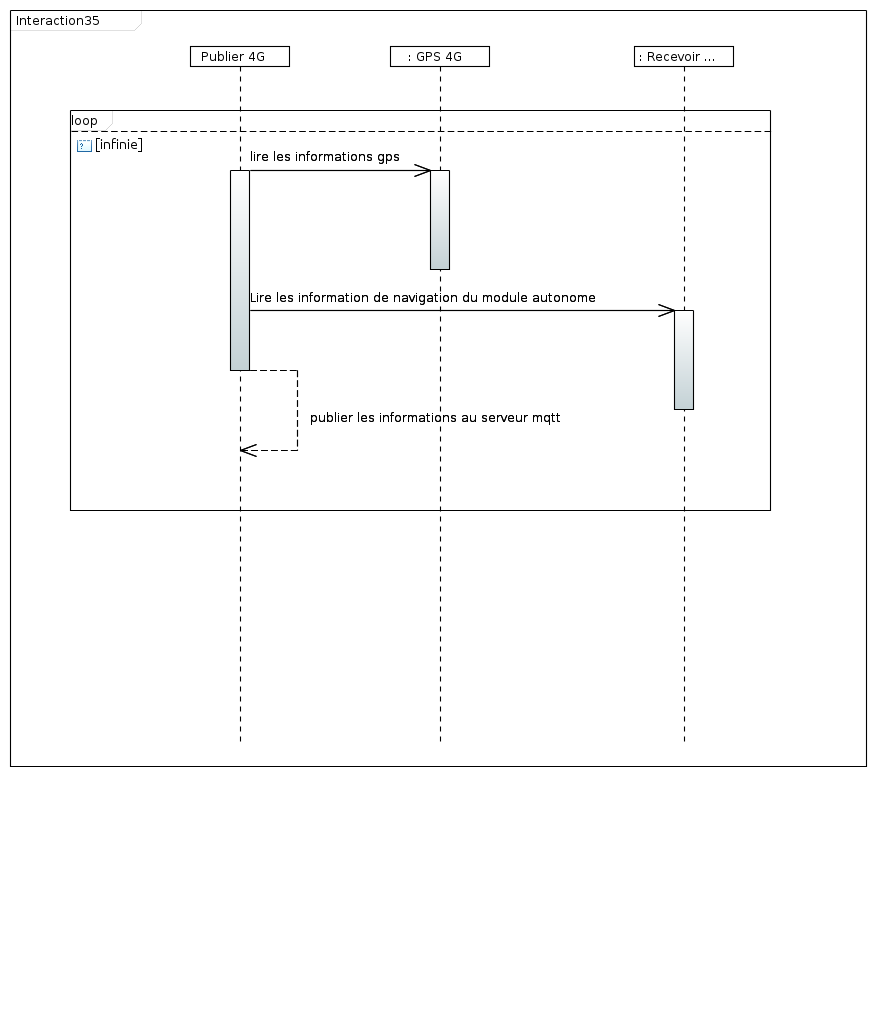 Interaction35
Publier 4G
: GPS 4G
: Recevoir ...
loop
[infinie]
lire les informations gps
Lire les information de navigation du module autonome
publier les informations au serveur mqtt